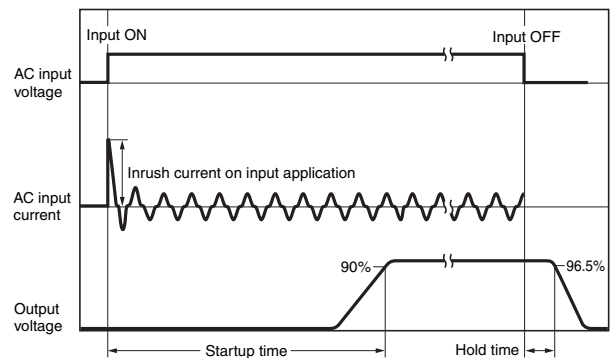 Input ON
Input OFF
AC input
voltage
Inrush current on input application
AC input
current
90%
96.5%
Output
voltage
Startup time
Hold time